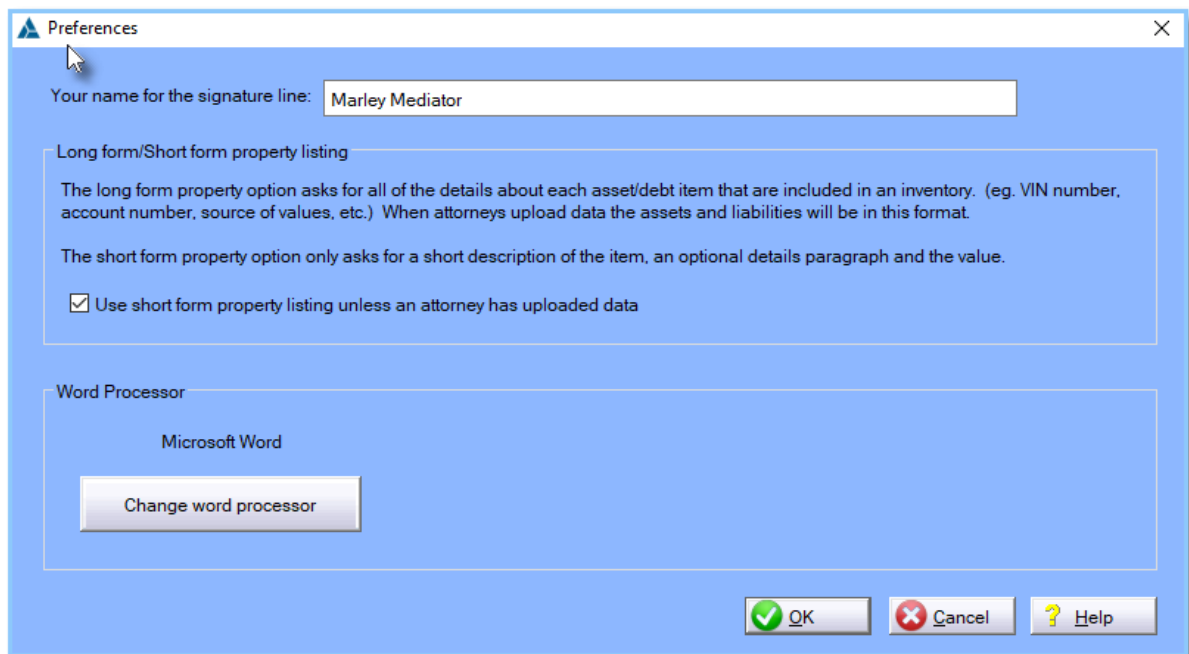 Preferences
Your name for the signature line: Marley Mediator
Long form/Short form property listing
The long form property option asks for all of the details about each asset/debt item that are included in an inventory.  (eg. VIN number,
account number, source of values, etc.)  When attorneys upload data the assets and liabilities will be in this format.
The short form property option only asks for a short description of the item, an optional details paragraph and the value.
Use short form property listing unless an attorney has uploaded data
Word Processor
Microsoft Word
Change word processor
OK Cancel Help